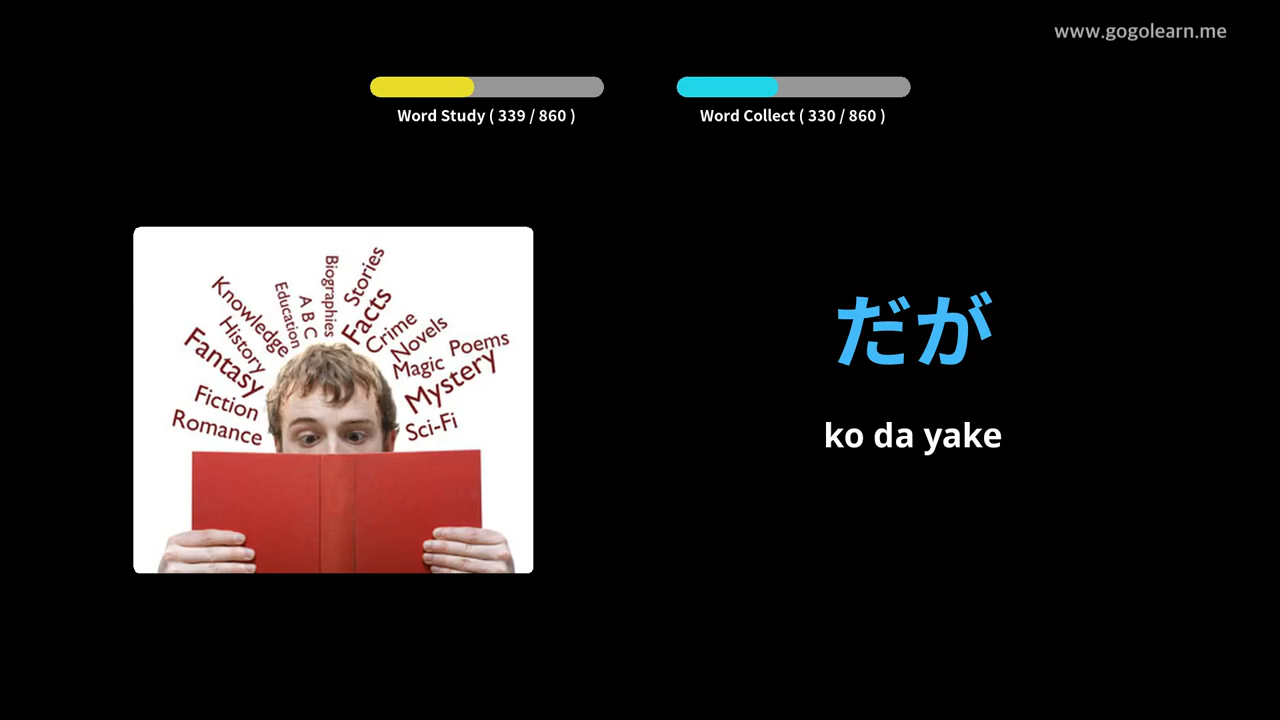 www.gogolearn.me
Word Study ( 339 / 860 )
Word Collect ( 330 / 860 )
Knowledge
Education
A B C
Biographies
Stories
Facts
History
Crime
Novels
Poems
Fantasy
Magic
Mystery
Fiction
Romance
Sci-Fi
だが
ko da yake